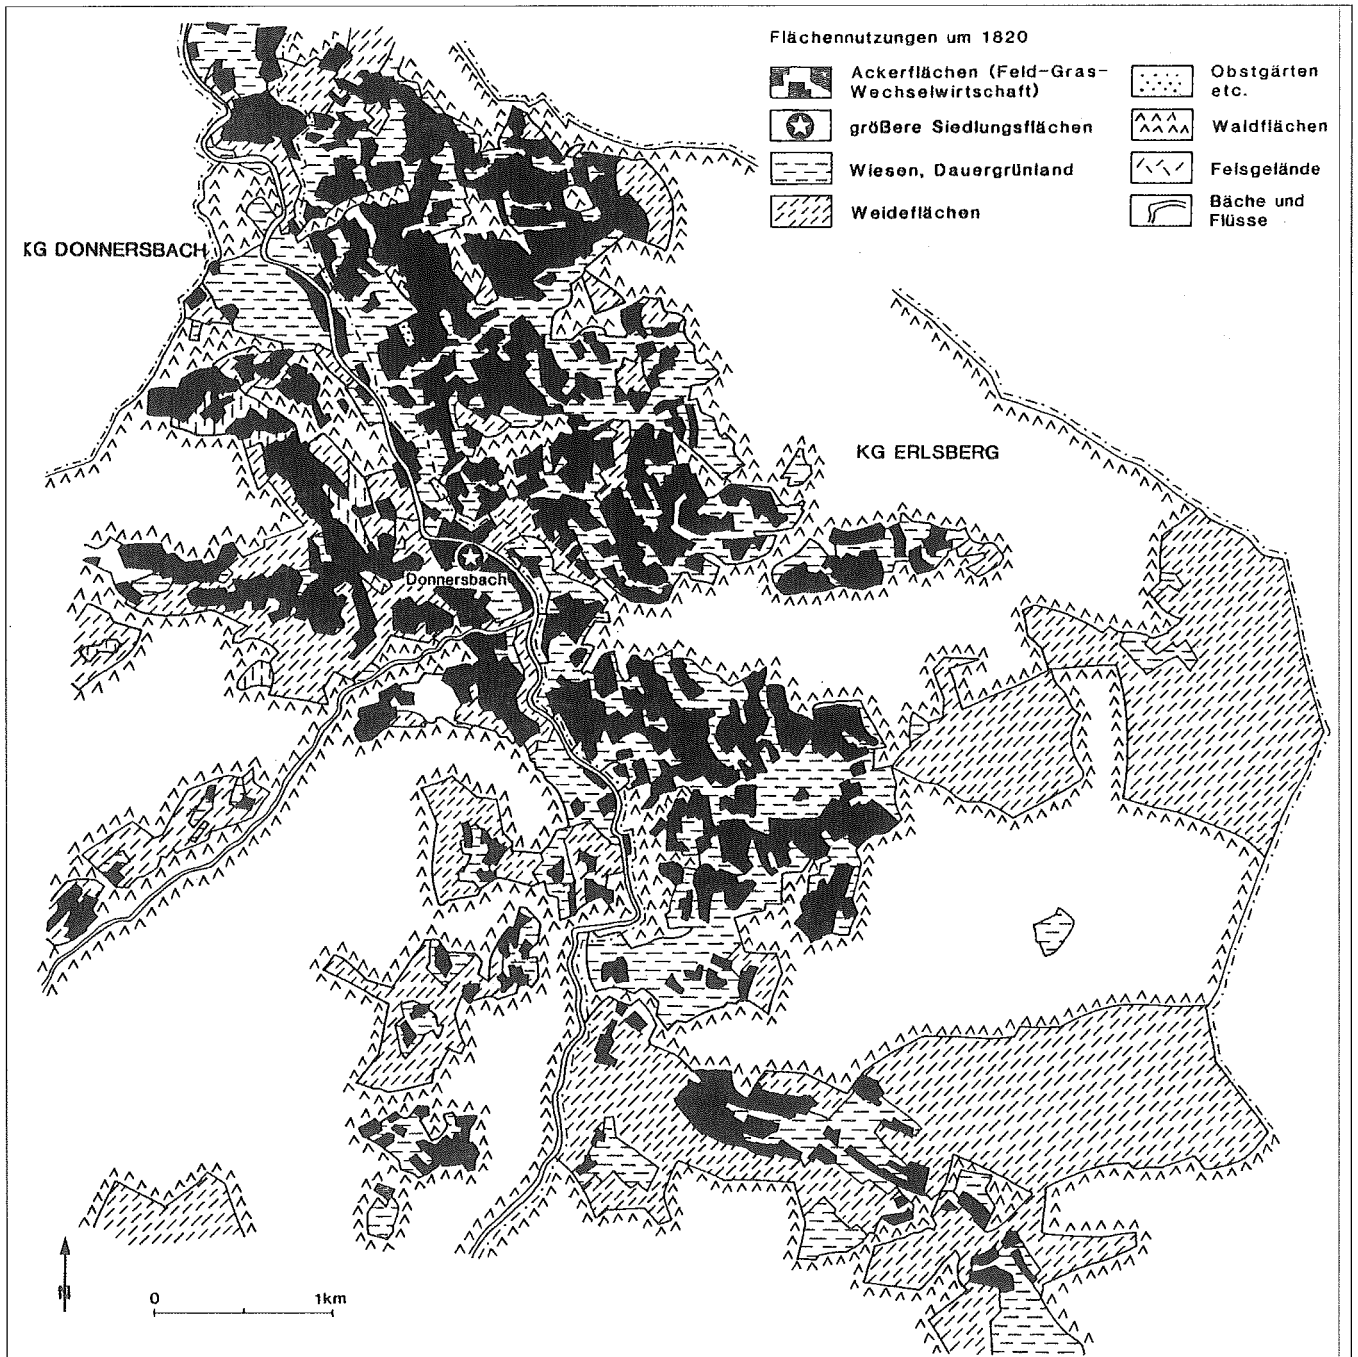 Flächennutzungen um 1820
Ackerflächen (Feld-Gras-
Wechselwirtschaft)
größere Siedlungsflächen
Wiesen, Dauergrünland
Weideflächen
Obstgärten
etc.
Waldflächen
Felsgelände
Bäche und
Flüsse
KG DONNERSBACH
KG ERLSBERG
Donnersbach
N
0 1km